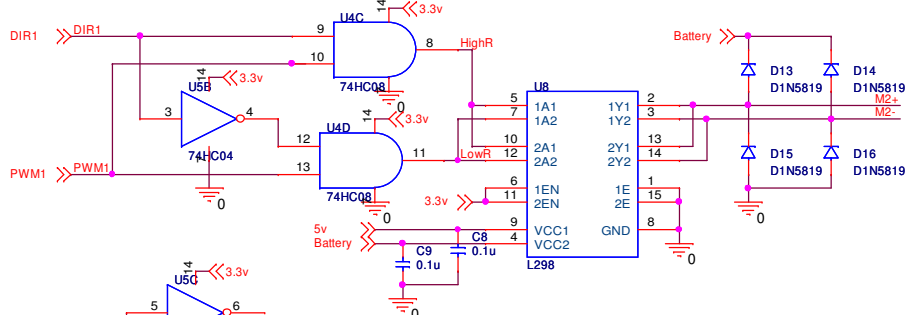 14
3.3v
U4C
DIR1
DIR1
9
10
8
HighR
74HC08
0
Battery
D13
D1N5819
D14
D1N5819
M2+
M2-
U5B
14
3.3v
3
4
74HC04
0
U4D
14
3.3v
12
13
11
LowR
74HC08
0
PWM1
PWM1
U8
5
1A1
1Y1
2
7
1A2
1Y2
3
10
2A1
2Y1
13
12
2A2
2Y2
14
3.3v
6
1EN
1E
1
11
2EN
2E
15
5v
9
VCC1
GND
8
Battery
4
VCC2
L298
0
C9
0.1u
C8
0.1u
0
D15
D1N5819
D16
D1N5819
0
U5C
14
3.3v
5
6